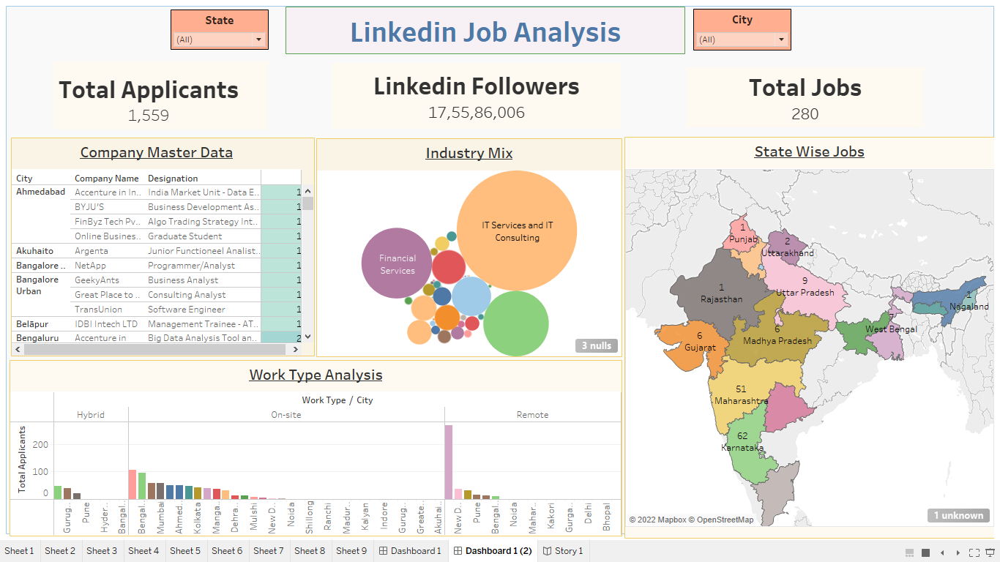 State
(All)
Linkedin Job Analysis
City
(All)
Total Applicants
1,559
Linkedin Followers
17,55,86,006
Total Jobs
280
Company Master Data
City Company Name Designation
Ahmedabad Accenture in In.. India Market Unit - Data E.. 1
BYJU'S Business Development As.. 1
FinByz Tech Pv.. Algo Trading Strategy Int.. 1
Online Busines.. Graduate Student 1
Akuhaito Argenta Junior Functioneel Analist.. 1
Bangalore .. NetApp Programmer/Analyst 1
Bangalore Urban GeekyAnts Business Analyst 1
Great Place to .. Consulting Analyst 1
TransUnion Software Engineer 1
Belāpur IDBI Intech LTD Management Trainee - AT.. 1
Bengaluru Accenture in Big Data Analysis Tool an.. 2
Industry Mix
IT Services and IT
Consulting
Financial
Services
3 nulls
State Wise Jobs
1
Punjab
2
Uttarakhand
9
Uttar Pradesh
1
Rajasthan
1
Nagaland
7
West Bengal
6
Gujarat
6
Madhya Pradesh
51
Maharashtra
62
Karnataka
© 2022 Mapbox © OpenStreetMap
1 unknown
Work Type Analysis
Work Type / City
Hybrid On-site Remote
Total Applicants
200
100
0
Gurug..
Pune
Hyder..
Bangal..
Bengal..
Mumbai
Ahmed..
Kolkata
Manga..
Dehra..
Mulshi
New D..
Noida
Shillong
Ranchi
Madur..
Kalyan
Indore
Gurug..
Greate..
Akuhai..
New D..
Pune
Bengal..
Noida
Mahar..
Kakori
Gurga..
Delhi
Bhopal
Sheet 1 Sheet 2 Sheet 3 Sheet 4 Sheet 5 Sheet 6 Sheet 7 Sheet 8 Sheet 9 Dashboard 1 Dashboard 1 (2) Story 1